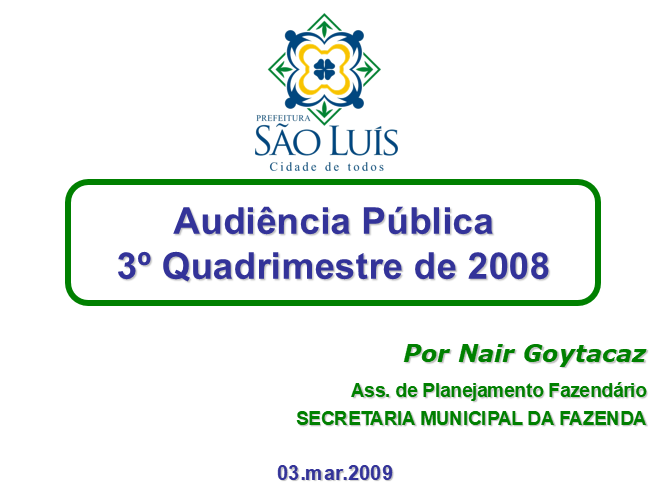 PREFEITURA
SÃO LUÍS
Cidade de todos
Audiência Pública
3º Quadrimestre de 2008
Por Nair Goytacaz
Ass. de Planejamento Fazendário
SECRETARIA MUNICIPAL DA FAZENDA
03.mar.2009